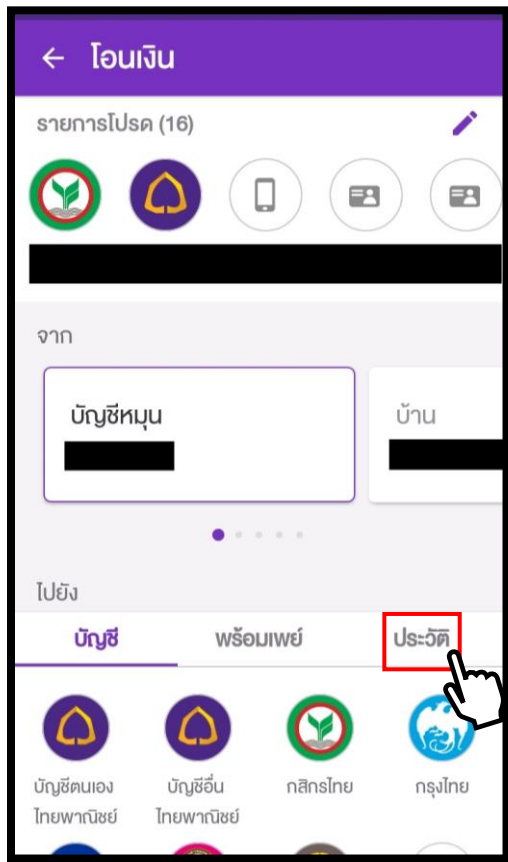 โอนเงิน
รายการโปรด (16)
จาก
บัญชีหมุน
บ้าน
ไปยัง
บัญชี
พร้อมเพย์
ประวัติ
บัญชีตนเอง
ไทยพาณิชย์
บัญชีอื่น
ไทยพาณิชย์
กสิกรไทย
กรุงไทย